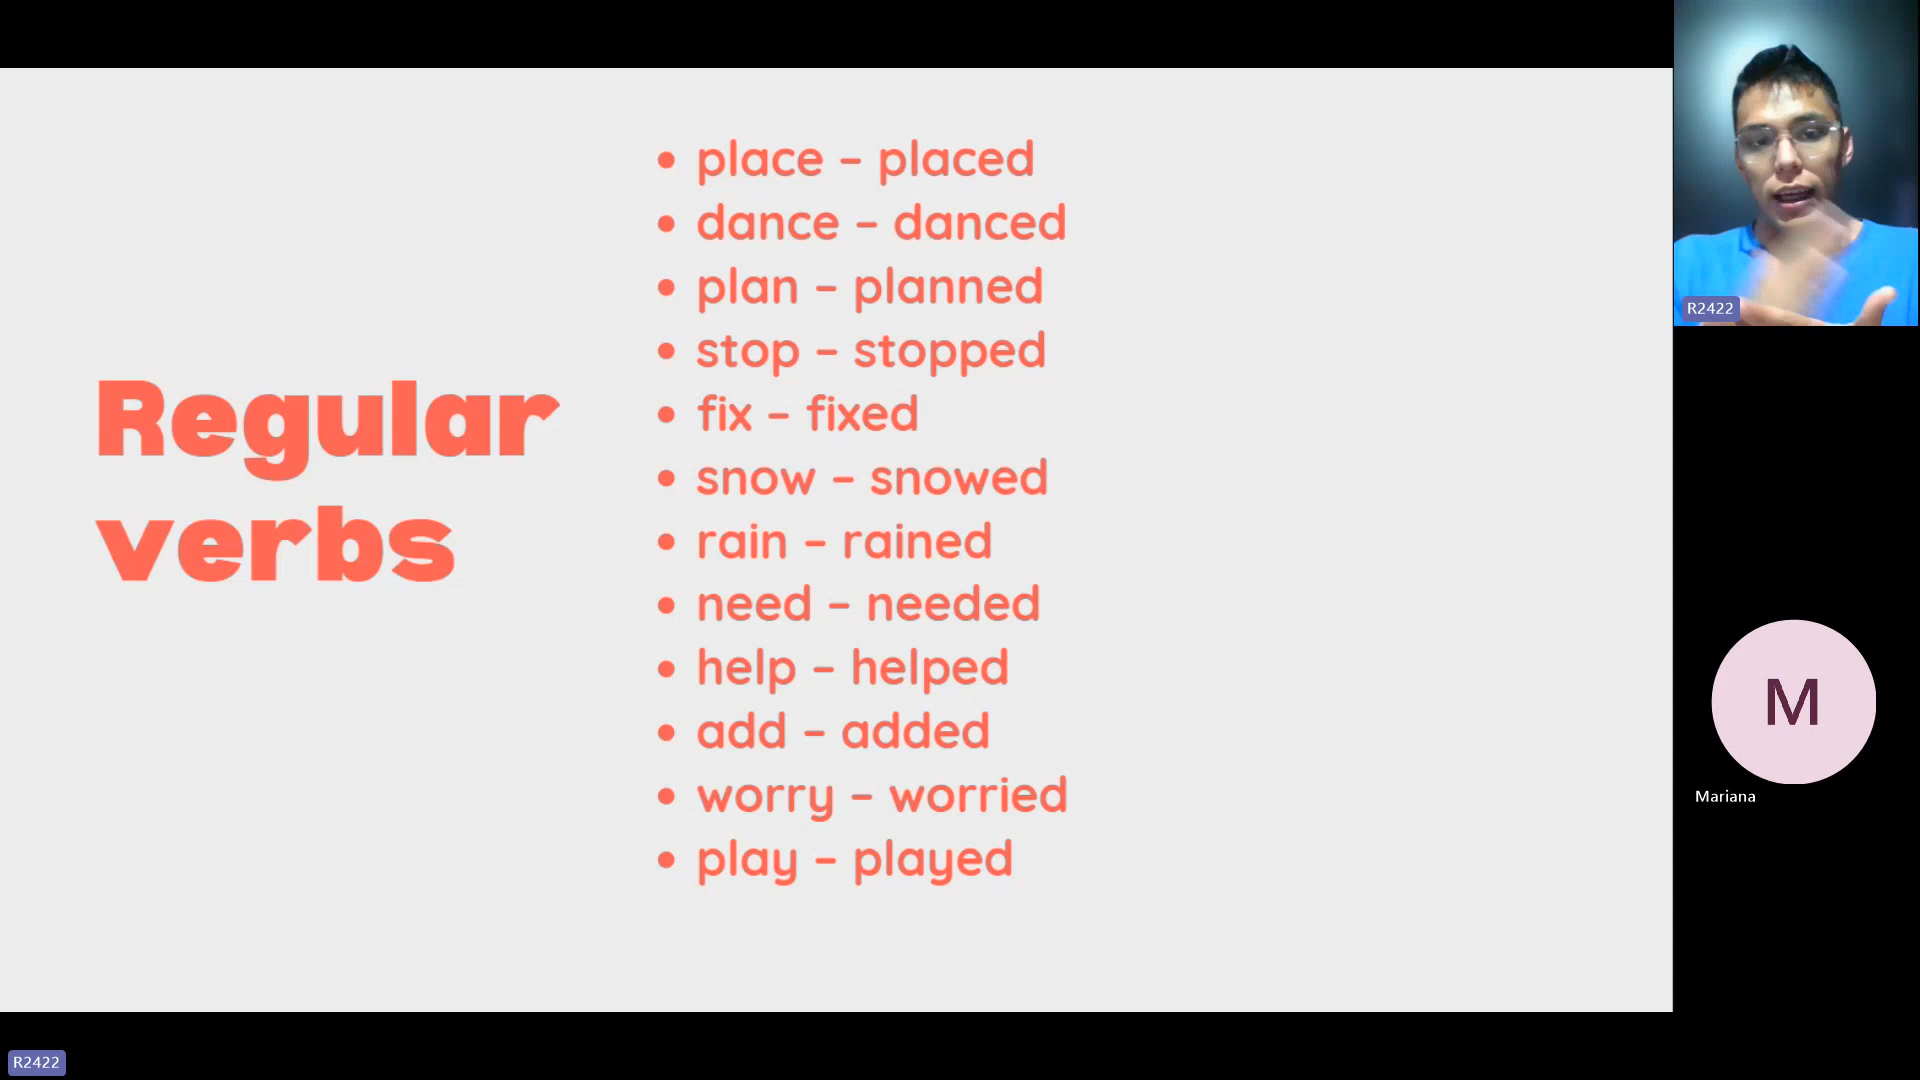 Regular
verbs
• place – placed
• dance – danced
• plan – planned
• stop – stopped
• fix – fixed
• snow – snowed
• rain – rained
• need – needed
• help – helped
• add – added
• worry – worried
• play – played
R2422
M
Mariana
R2422